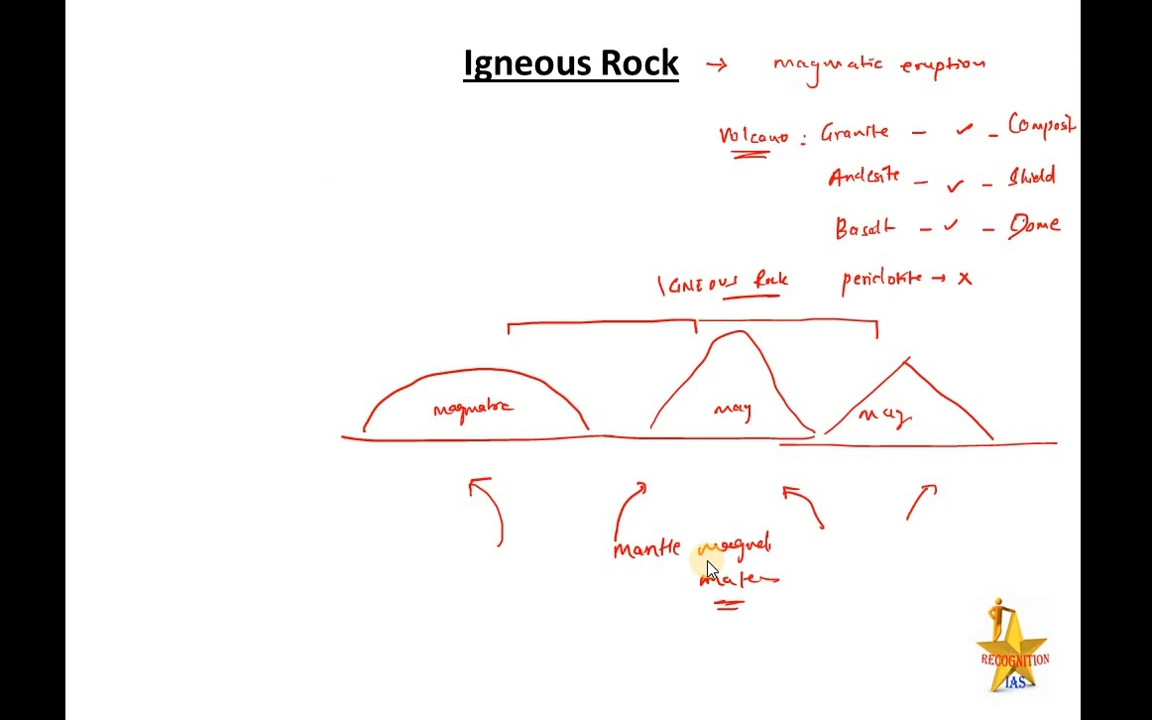 Igneous Rock → magmatic eruption
Volcano : Granite - ✓ - Composit
Andesite - ✓ - Shield
Basalt - ✓ - Dome
IGNEOUS Rock
peridotite → x
magmatic
mag
mag
mantle
RECOGNITION
IAS